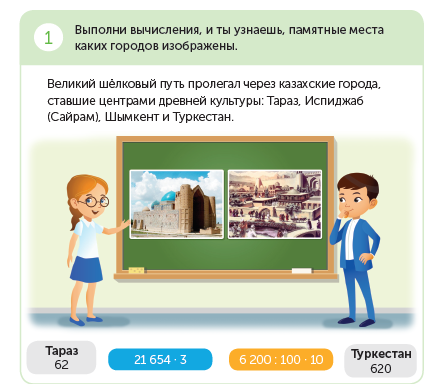 1
Выполни вычисления, и ты узнаешь, памятные места
каких городов изображены.
Великий шёлковый путь пролегал через казахские города,
ставшие центрами древней культуры: Тараз, Испиджаб
(Сайрам), Шымкент и Туркестан.
Тараз
62
21 654 · 3
6 200 : 100 · 10
Туркестан
620